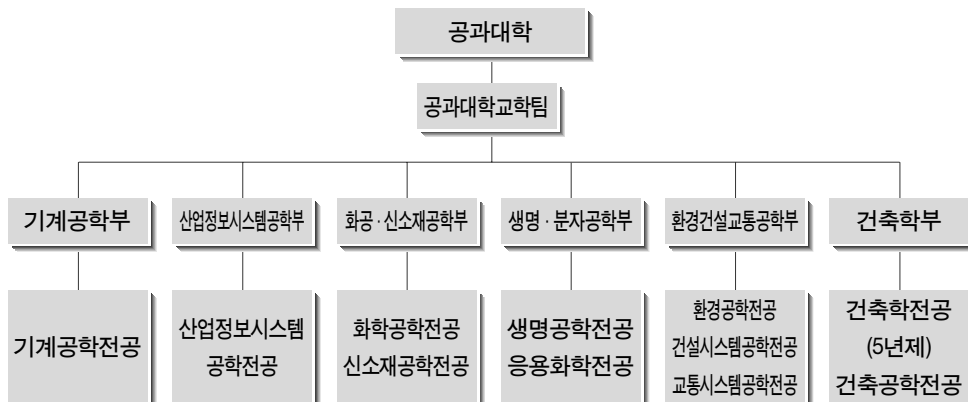 공과대학
공과대학교학팀
기계공학부
산업정보시스템공학부
화공·신소재공학부
생명·분자공학부
환경건설교통공학부
건축학부
기계공학전공
산업정보시스템
공학전공
화학공학전공
신소재공학전공
생명공학전공
응용화학전공
환경공학전공
건설시스템공학전공
교통시스템공학전공
건축학전공
(5년제)
건축공학전공